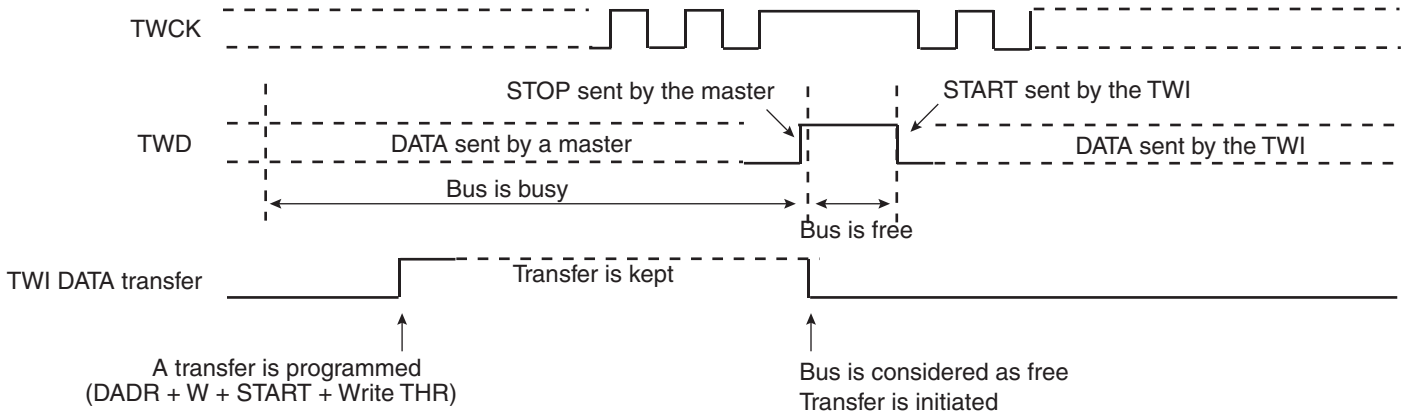 TWCK
STOP sent by the master
START sent by the TWI
TWD
DATA sent by a master
DATA sent by the TWI
Bus is busy
Bus is free
TWI DATA transfer
Transfer is kept
A transfer is programmed
(DADR + W + START + Write THR)
Bus is considered as free
Transfer is initiated